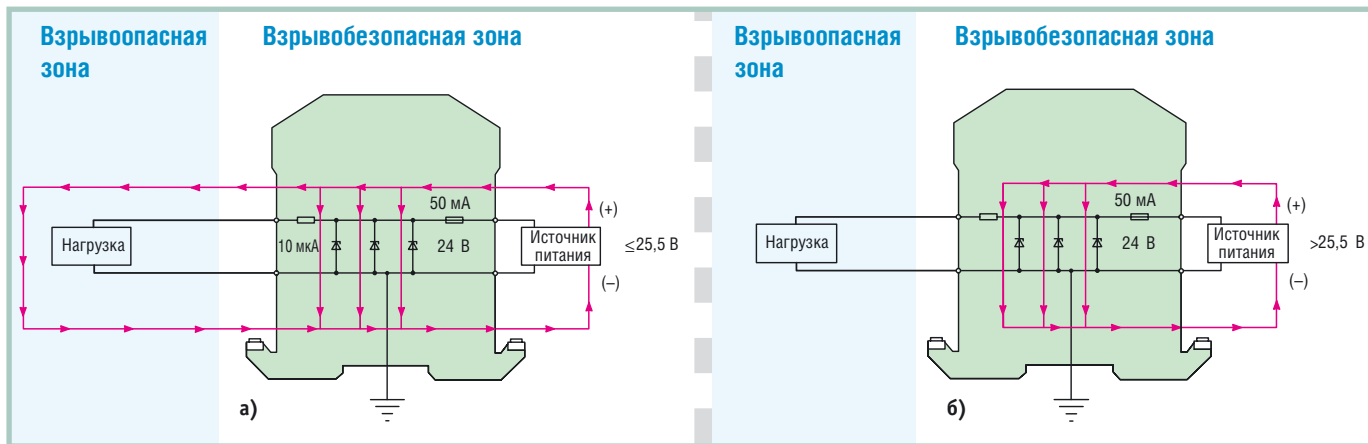 Взрывоопасная
зона
Взрывобезопасная зона
50 мА
(+)
Нагрузка
10 мкА
24 В
Источник
питания
≤25,5 В
(–)
а)
Взрывоопасная
зона
Взрывобезопасная зона
50 мА
(+)
Нагрузка
24 В
Источник
питания
>25,5 В
(–)
б)